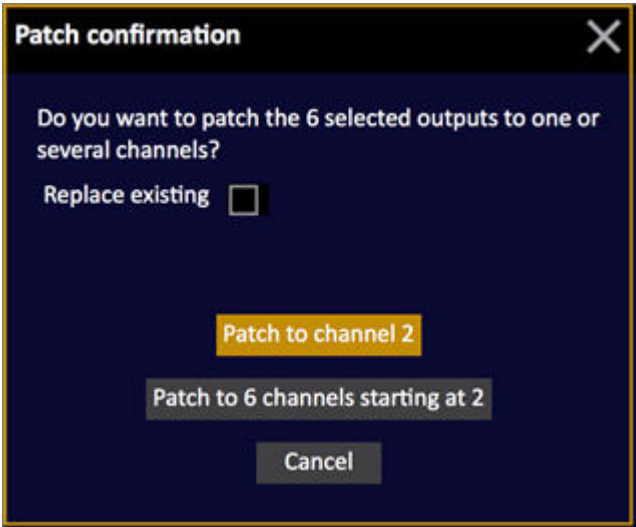 Patch confirmation
Do you want to patch the 6 selected outputs to one or
several channels?
Replace existing
Patch to channel 2
Patch to 6 channels starting at 2
Cancel